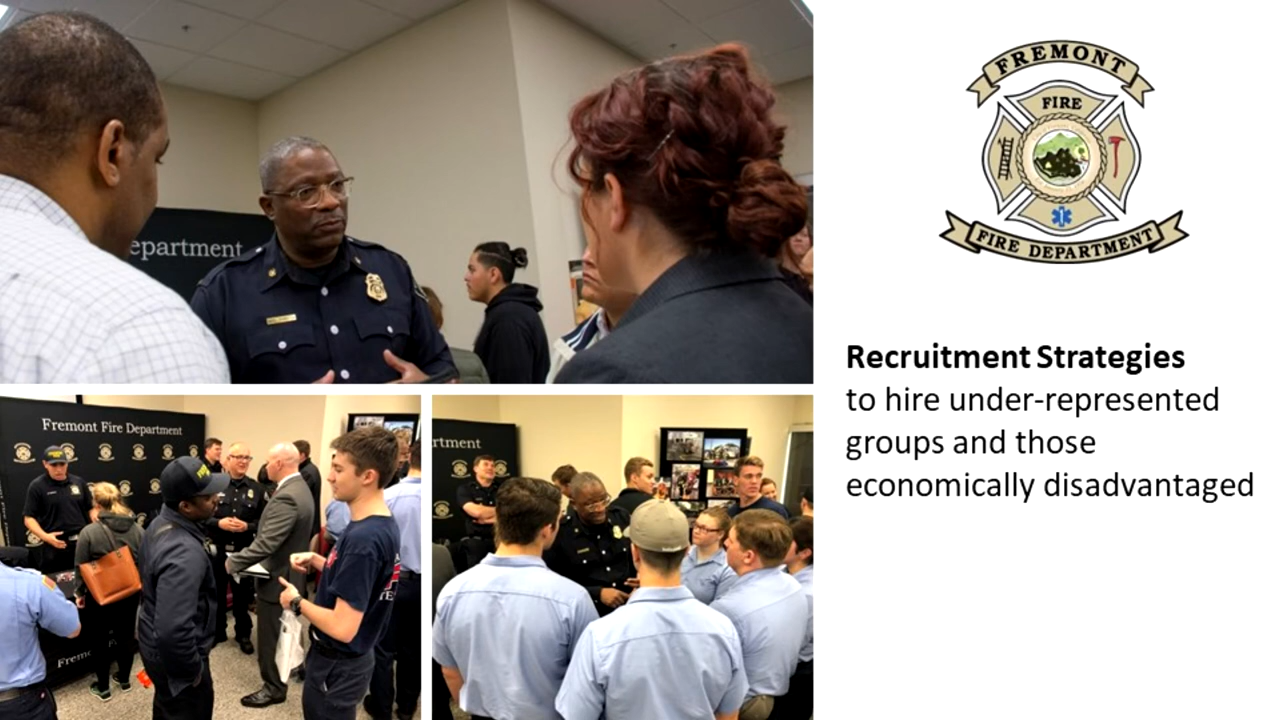 epartment
Fremont Fire Department
rtment
FREMONT
FIRE
FIRE DEPARTMENT
Recruitment Strategies
to hire under-represented
groups and those
economically disadvantaged